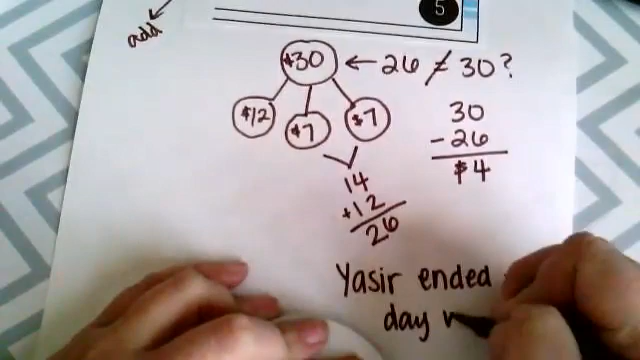 5
add
$30 ← 26 ≠ 30?
$12 $7 $7
30
- 26
$4
14
+12
26
Yasir ended
day